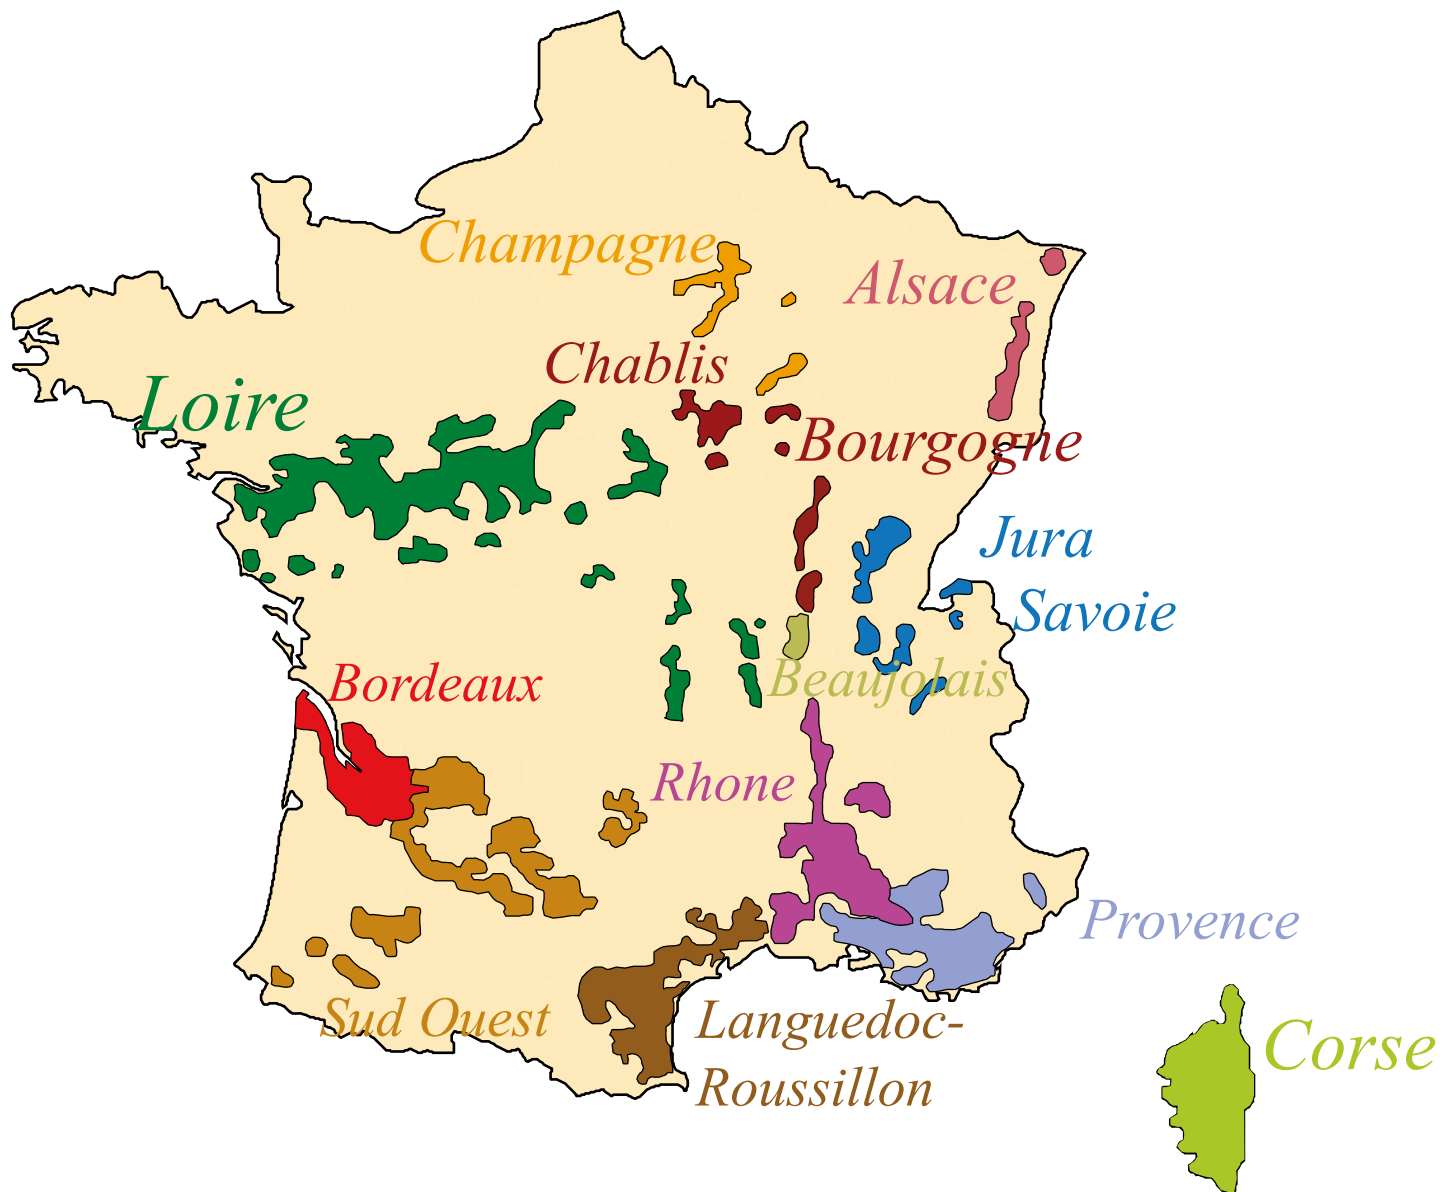 Champagne
Alsace
Chablis
Loire
Bourgogne
Jura
Savoie
Bordeaux
Beaujolais
Rhone
Provence
Sud Ouest
Languedoc-
Roussillon
Corse